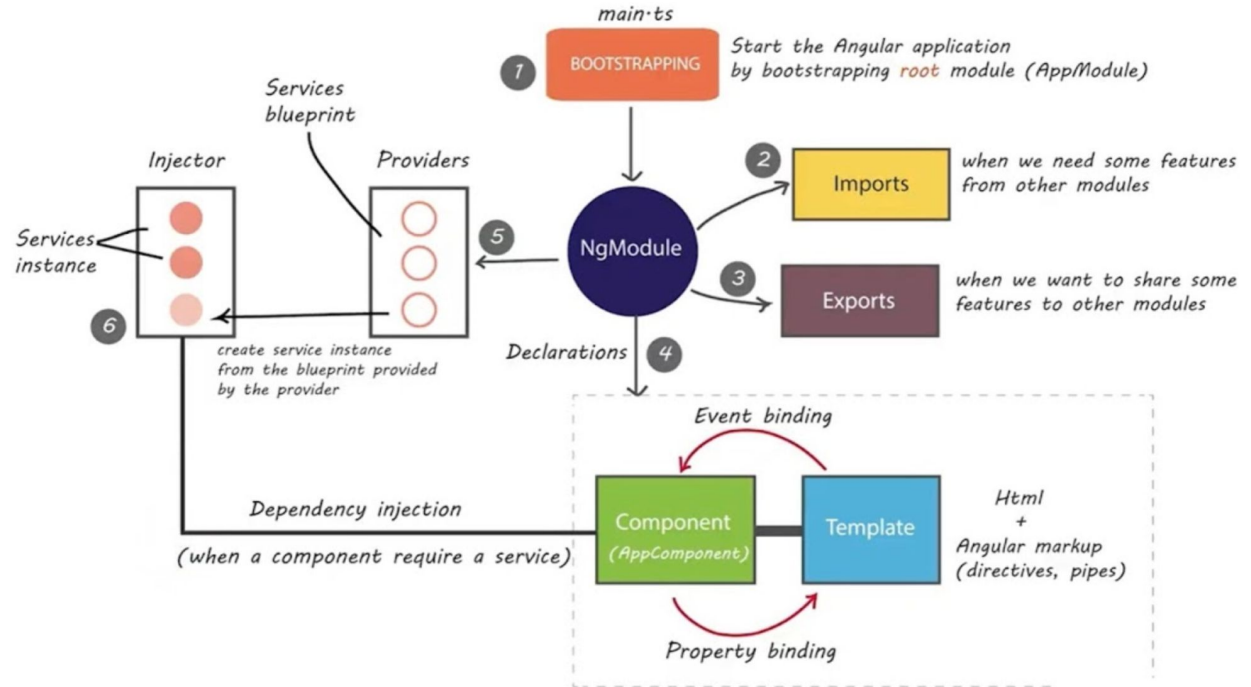 main.ts
1
BOOTSTRAPPING
Start the Angular application
by bootstrapping root module (AppModule)
Services
blueprint
Injector
Providers
2
Imports
when we need some features
from other modules
Services
instance
5
NgModule
3
Exports
when we want to share some
features to other modules
6
create service instance
from the blueprint provided
by the provider
Declarations
4
Event binding
Dependency injection
(when a component require a service)
Component
(AppComponent)
Template
Html
+
Angular markup
(directives, pipes)
Property binding